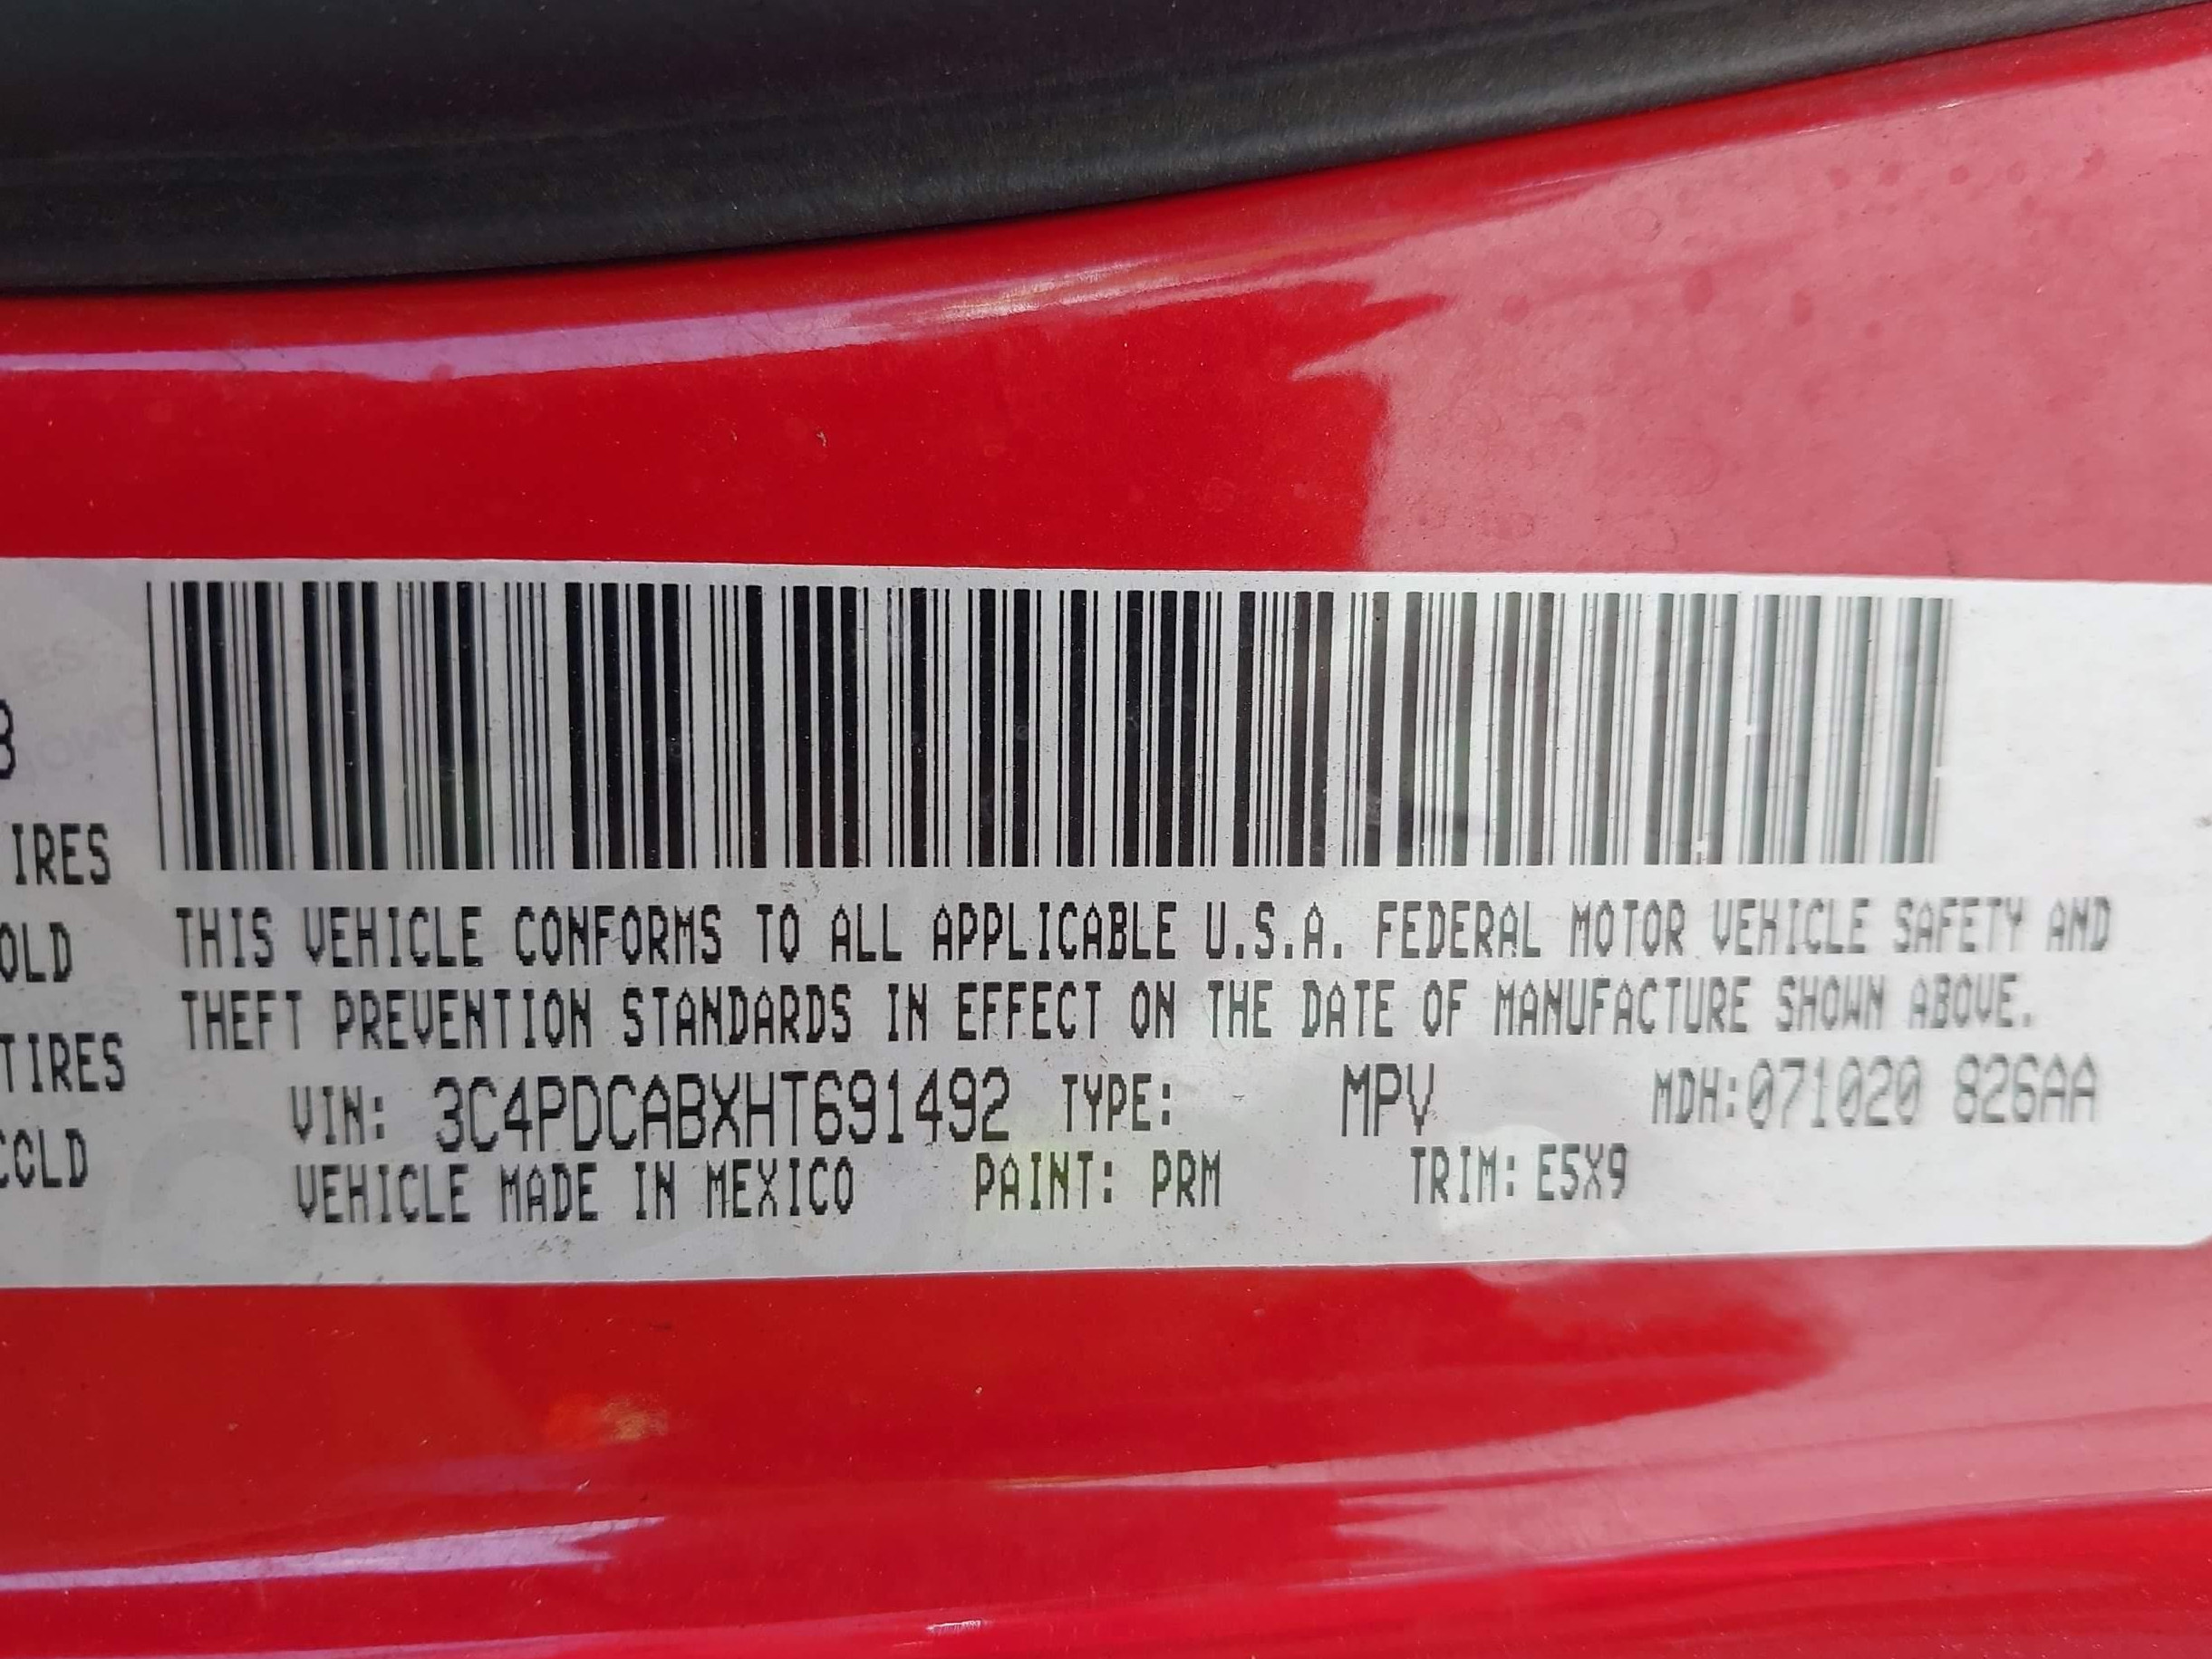 8
IRES
OLD
TIRES
COLD
THIS VEHICLE CONFORMS TO ALL APPLICABLE U.S.A. FEDERAL MOTOR VEHICLE SAFETY AND
THEFT PREVENTION STANDARDS IN EFFECT ON THE DATE OF MANUFACTURE SHOWN ABOVE.
VIN: 3C4PDCABXHT691492 TYPE: MPV MDH:071020 826AA
VEHICLE MADE IN MEXICO PAINT: PRM TRIM: E5X9